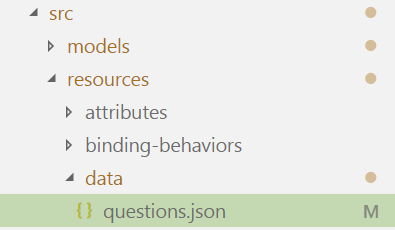 src
models
resources
attributes
binding-behaviors
data
{} questions.json M